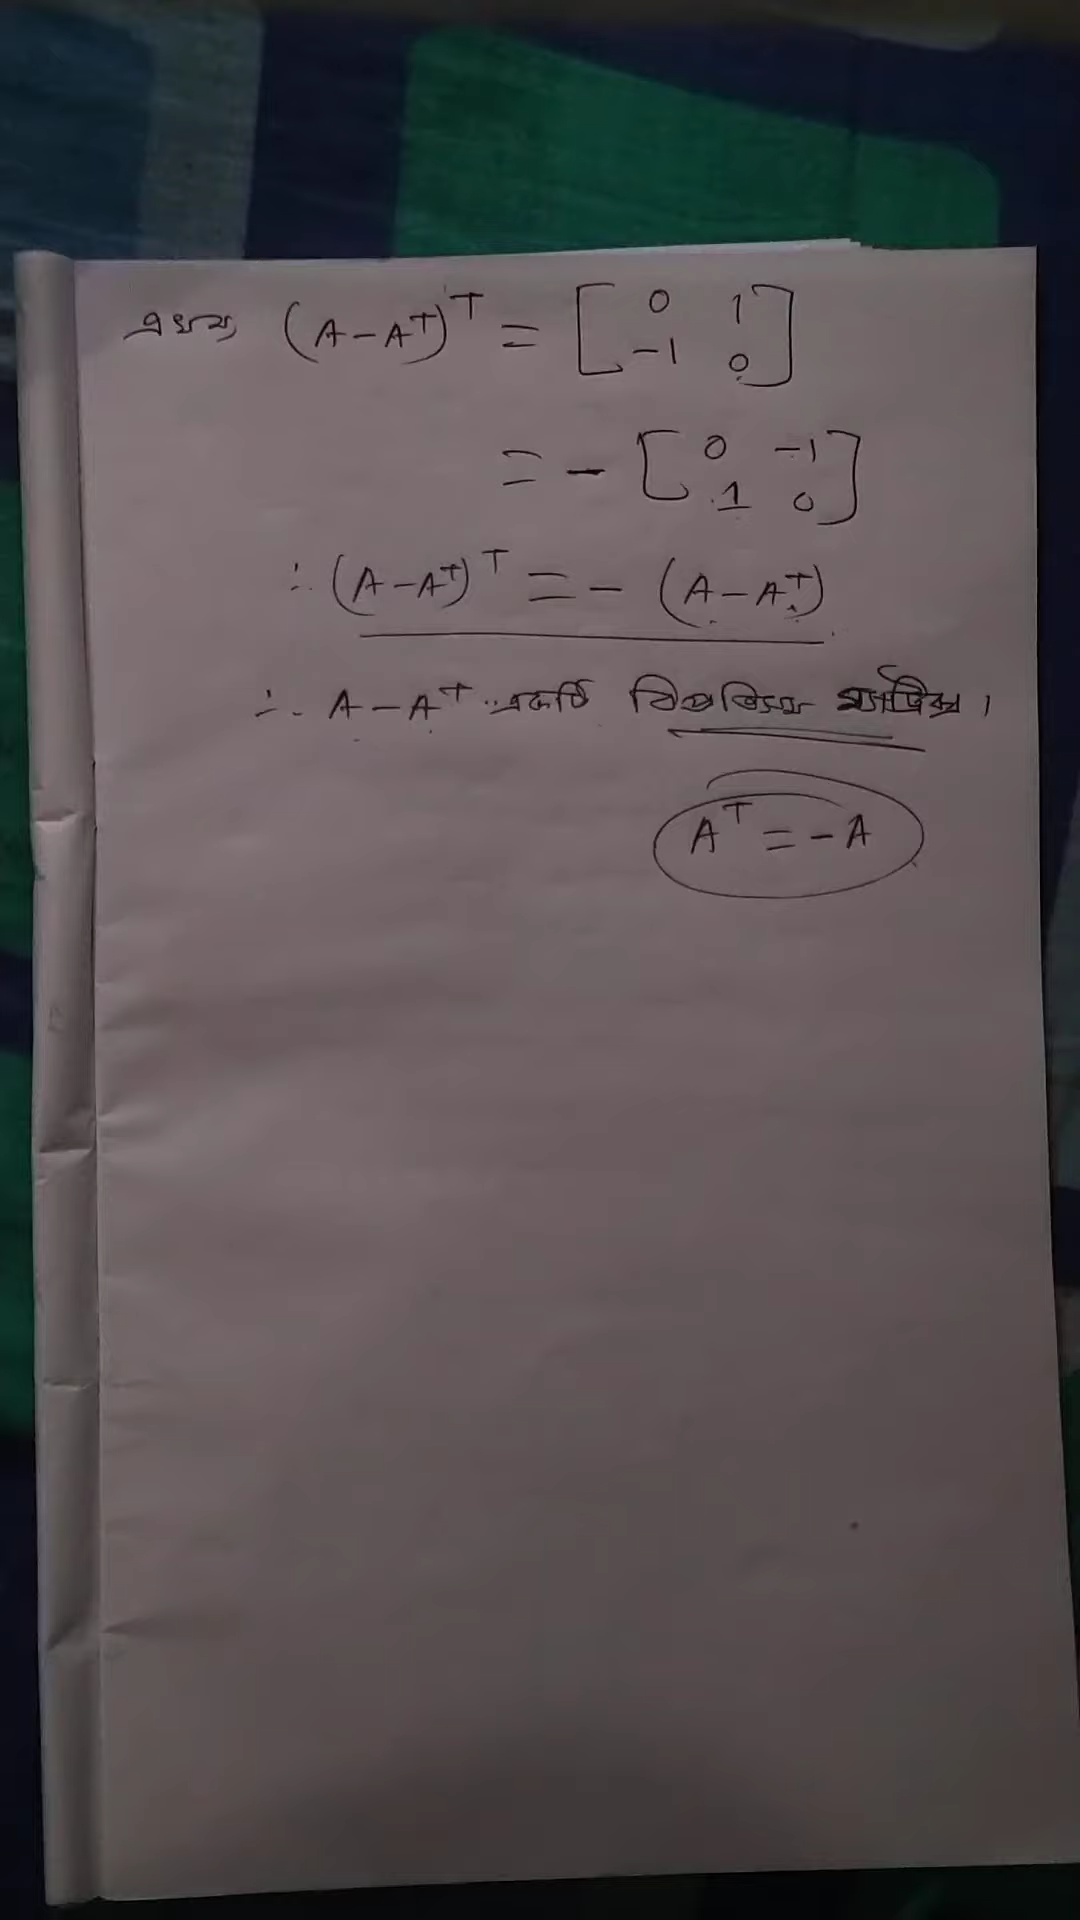 এখন, (A-Aᵀ)ᵀ = [0 1
-1 0]
= - [0 -1
1 0]
∴ (A-Aᵀ)ᵀ = - (A-Aᵀ)
∴ A-Aᵀ একটি বিপ্রতিসম ম্যাট্রিক্স।
Aᵀ = -A